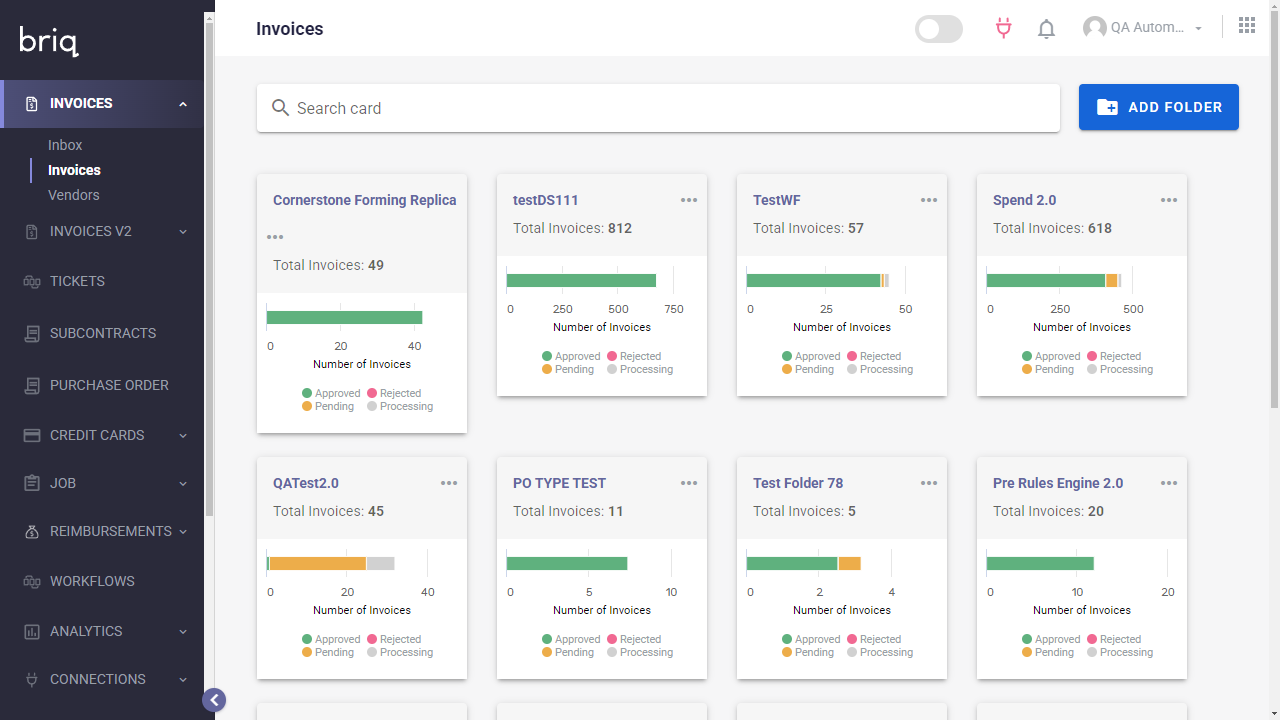 briq
INVOICES
Inbox
Invoices
Vendors
INVOICES V2
TICKETS
SUBCONTRACTS
PURCHASE ORDER
CREDIT CARDS
JOB
REIMBURSEMENTS
WORKFLOWS
ANALYTICS
CONNECTIONS
Invoices
QA Autom...
Search card
ADD FOLDER
Cornerstone Forming Replica
Total Invoices: 49
0 20 40
Number of Invoices
Approved Rejected
Pending Processing
testDS111
Total Invoices: 812
0 250 500 750
Number of Invoices
Approved Rejected
Pending Processing
TestWF
Total Invoices: 57
0 25 50
Number of Invoices
Approved Rejected
Pending Processing
Spend 2.0
Total Invoices: 618
0 250 500
Number of Invoices
Approved Rejected
Pending Processing
QATest2.0
Total Invoices: 45
0 20 40
Number of Invoices
Approved Rejected
Pending Processing
PO TYPE TEST
Total Invoices: 11
0 5 10
Number of Invoices
Approved Rejected
Pending Processing
Test Folder 78
Total Invoices: 5
0 2 4
Number of Invoices
Approved Rejected
Pending Processing
Pre Rules Engine 2.0
Total Invoices: 20
0 10 20
Number of Invoices
Approved Rejected
Pending Processing